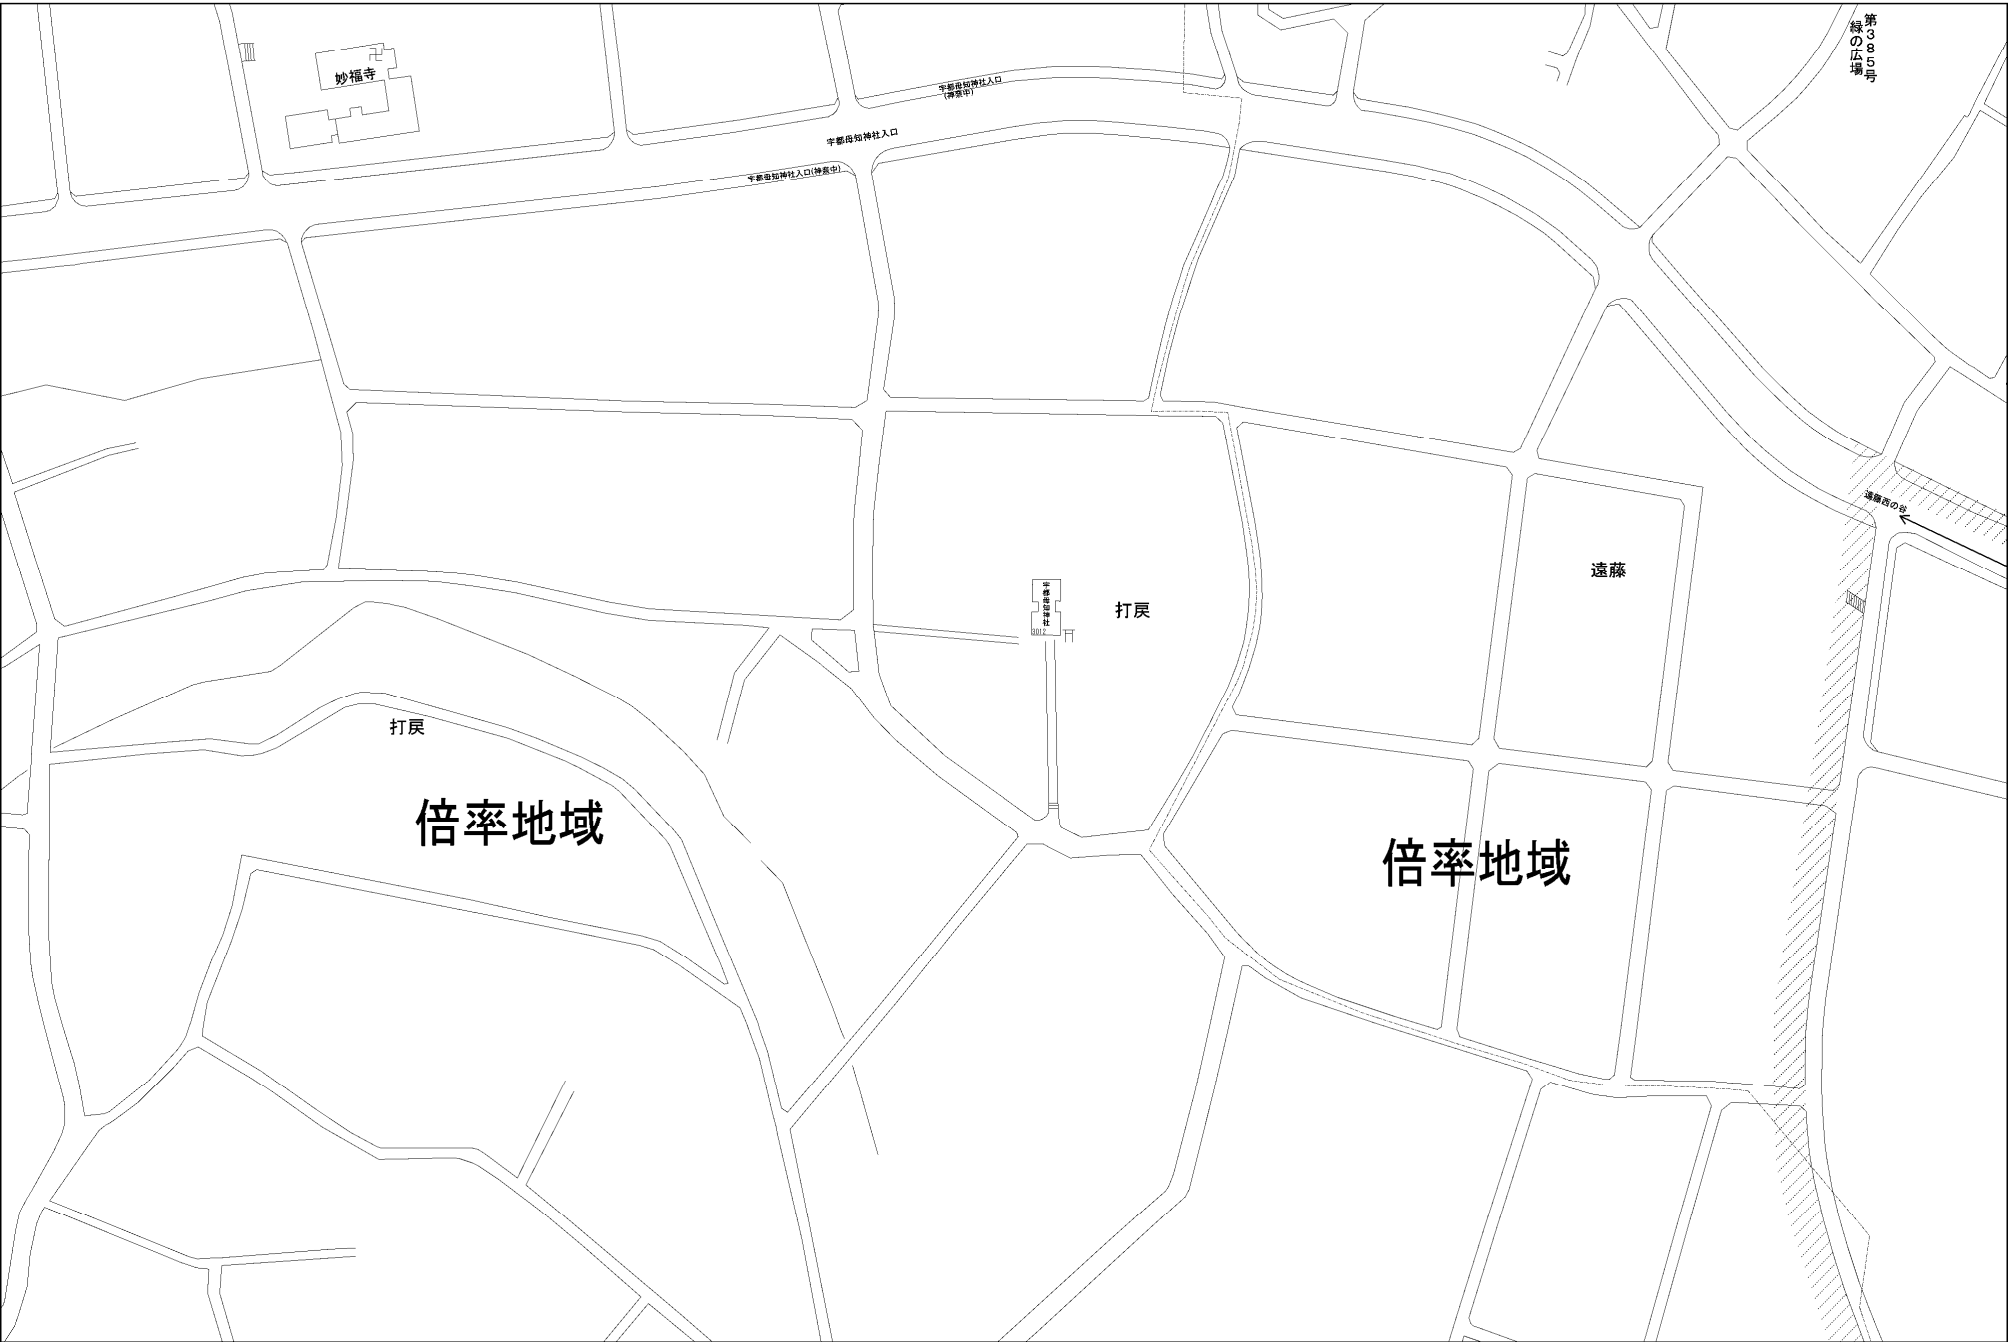 第385号
緑の広場
妙福寺
宇都母知神社入口
(神奈中)
宇都母知神社入口
宇都母知神社入口(神奈中)
遠藤西の谷
遠藤
宇都母知神社
3012
打戻
打戻
倍率地域
倍率地域